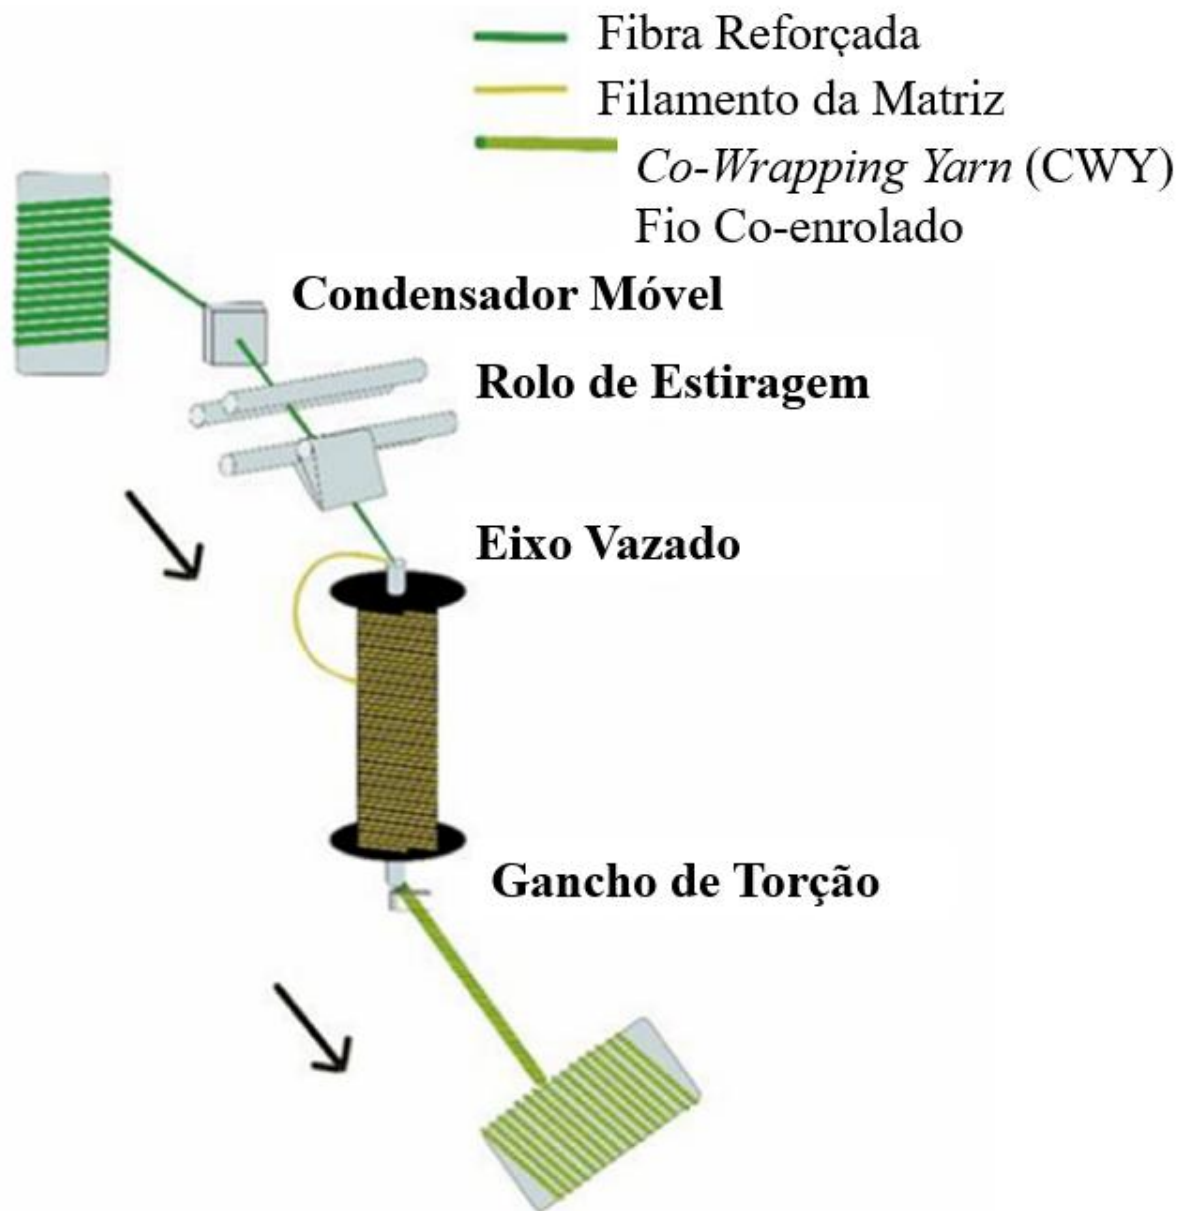 Fibra Reforçada
Filamento da Matriz
Co-Wrapping Yarn (CWY)
Fio Co-enrolado
Condensador Móvel
Rolo de Estiragem
Eixo Vazado
Gancho de Torção